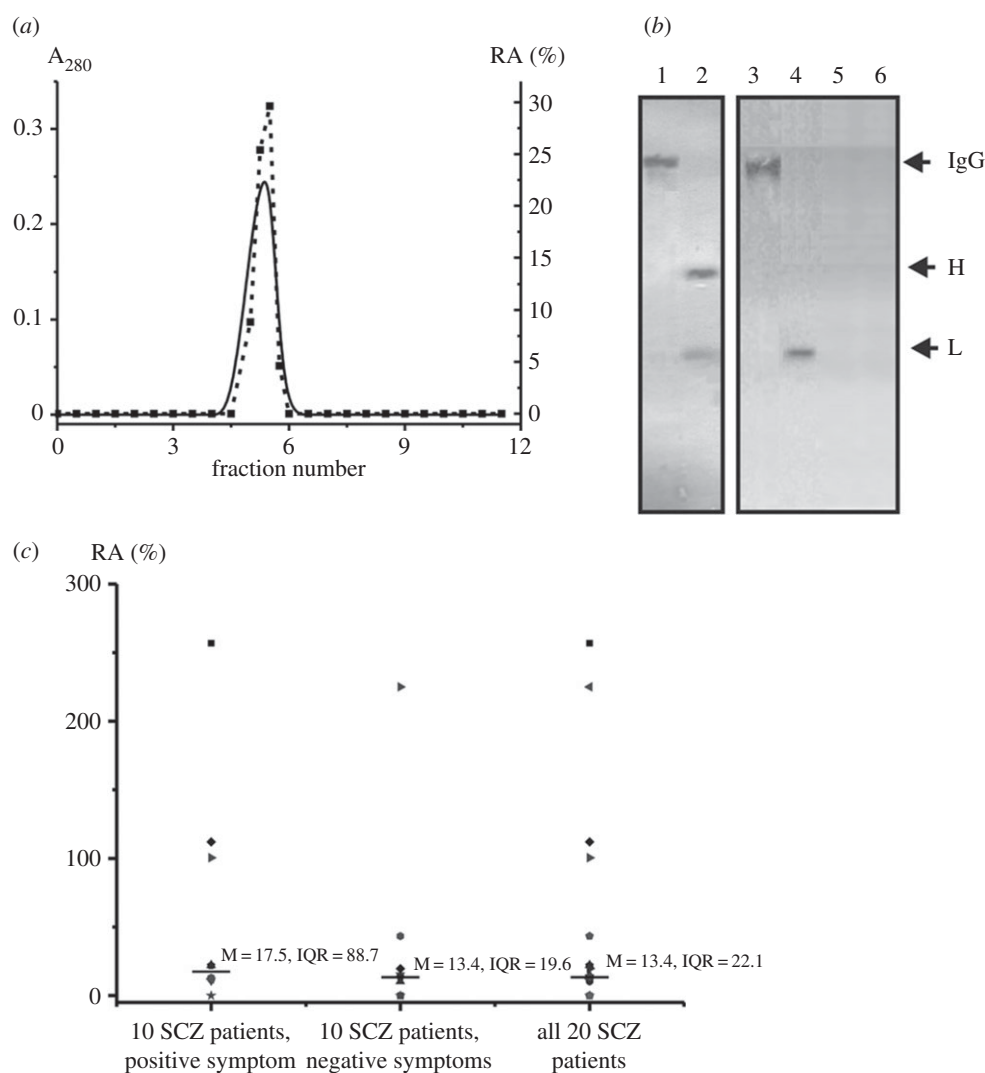 (a)
A280
RA (%)
0.3
0.2
0.1
0
30
25
20
15
10
5
0
0 3 6 9 12
fraction number
(b)
1 2 3 4 5 6
IgG
H
L
(c)
RA (%)
300
200
100
0
M = 17.5, IQR = 88.7
M = 13.4, IQR = 19.6
M = 13.4, IQR = 22.1
10 SCZ patients,
positive symptom
10 SCZ patients,
negative symptoms
all 20 SCZ
patients